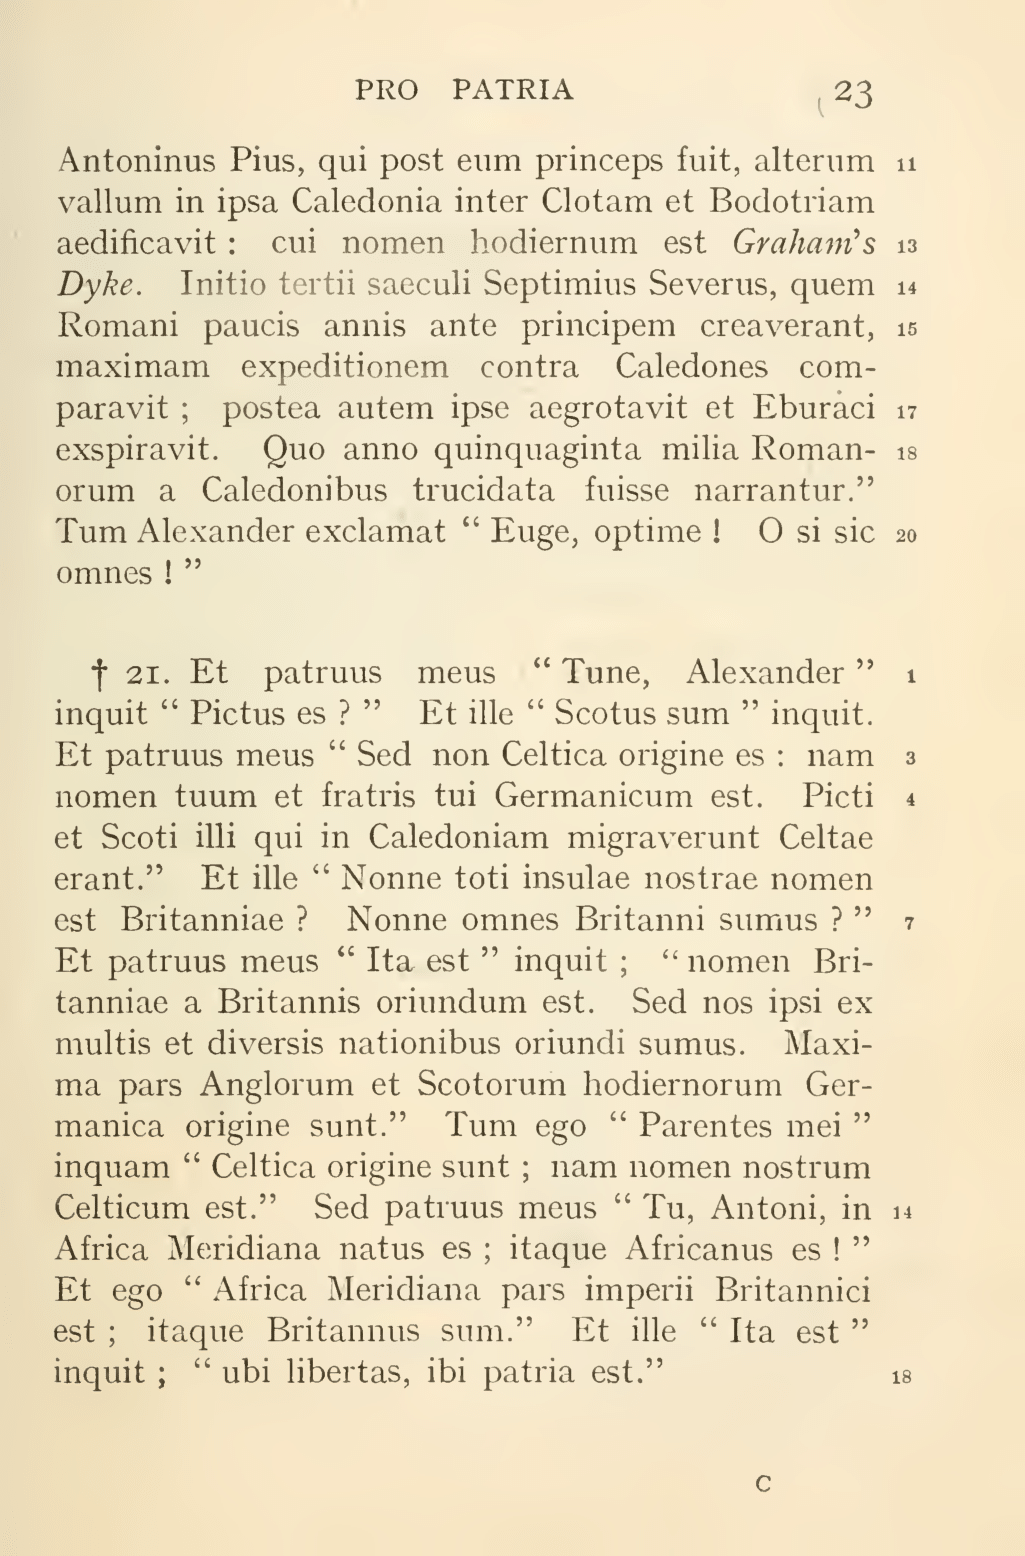 PRO PATRIA 23
Antoninus Pius, qui post eum princeps fuit, alterum 11
vallum in ipsa Caledonia inter Clotam et Bodotriam
aedificavit : cui nomen hodiernum est Graham's 13
Dyke. Initio tertii saeculi Septimius Severus, quem 14
Romani paucis annis ante principem creaverant, 15
maximam expeditionem contra Caledones com-
paravit ; postea autem ipse aegrotavit et Eburaci 17
exspiravit. Quo anno quinquaginta milia Roman- 18
orum a Caledonibus trucidata fuisse narrantur.”
Tum Alexander exclamat “ Euge, optime ! O si sic 20
omnes ! ”
† 21. Et patruus meus “ Tune, Alexander ” 1
inquit “ Pictus es ? ” Et ille “ Scotus sum ” inquit.
Et patruus meus “ Sed non Celtica origine es : nam 3
nomen tuum et fratris tui Germanicum est. Picti 4
et Scoti illi qui in Caledoniam migraverunt Celtae
erant.” Et ille “ Nonne toti insulae nostrae nomen
est Britanniae ? Nonne omnes Britanni sumus ? ” 7
Et patruus meus “ Ita est ” inquit ; “ nomen Bri-
tanniae a Britannis oriundum est. Sed nos ipsi ex
multis et diversis nationibus oriundi sumus. Maxi-
ma pars Anglorum et Scotorum hodiernorum Ger-
manica origine sunt.” Tum ego “ Parentes mei ”
inquam “ Celtica origine sunt ; nam nomen nostrum
Celticum est.” Sed patruus meus “ Tu, Antoni, in 14
Africa Meridiana natus es ; itaque Africanus es ! ”
Et ego “ Africa Meridiana pars imperii Britannici
est ; itaque Britannus sum.” Et ille “ Ita est ”
inquit ; “ ubi libertas, ibi patria est.” 18
C